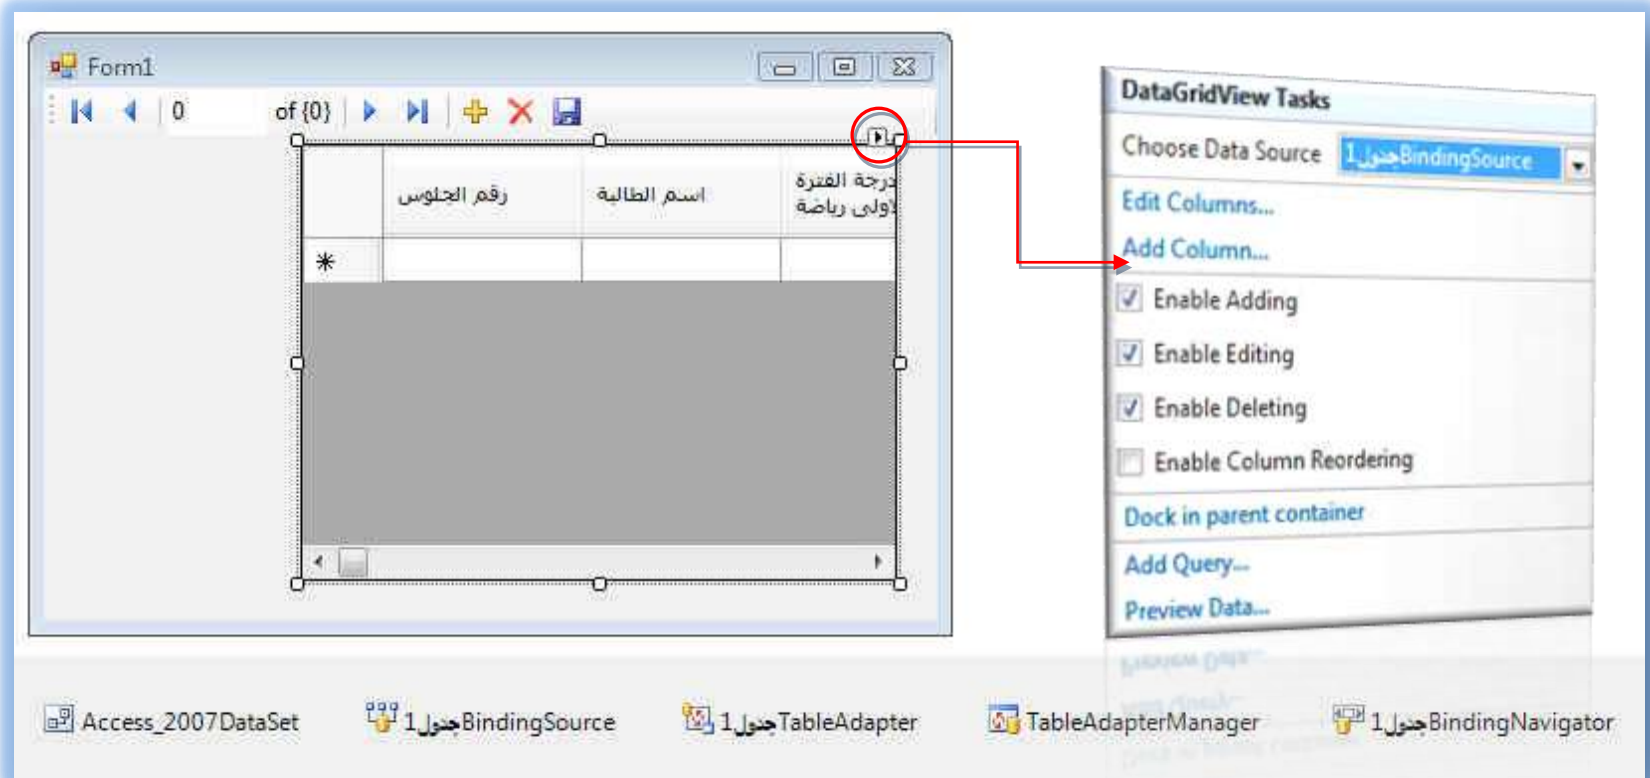 Form1
0 of {0}
رقم الجلوس
اسم الطالبة
درجة الفترة
لاولى رياضة
DataGridView Tasks
Choose Data Source جدول1BindingSource
Edit Columns...
Add Column...
Enable Adding
Enable Editing
Enable Deleting
Enable Column Reordering
Dock in parent container
Add Query...
Preview Data...
Access_2007DataSet
جدول1BindingSource
جدول1TableAdapter
TableAdapterManager
جدول1BindingNavigator